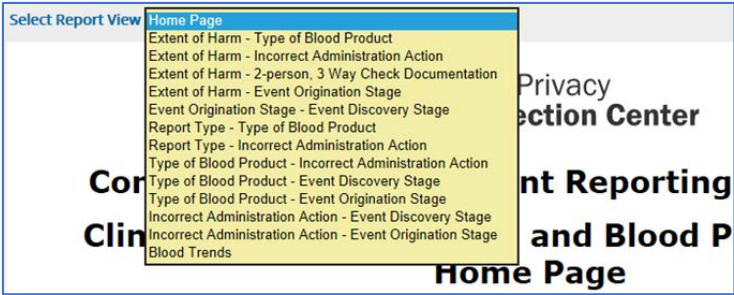 Select Report View Home Page
Extent of Harm - Type of Blood Product
Extent of Harm - Incorrect Administration Action
Extent of Harm - 2-person, 3 Way Check Documentation
Extent of Harm - Event Origination Stage
Event Origination Stage - Event Discovery Stage
Report Type - Type of Blood Product
Report Type - Incorrect Administration Action
Type of Blood Product - Incorrect Administration Action
Type of Blood Product - Event Discovery Stage
Type of Blood Product - Event Origination Stage
Incorrect Administration Action - Event Discovery Stage
Incorrect Administration Action - Event Origination Stage
Blood Trends
Privacy
ction Center
Co nt Reporting
Clin and Blood P
Home Page